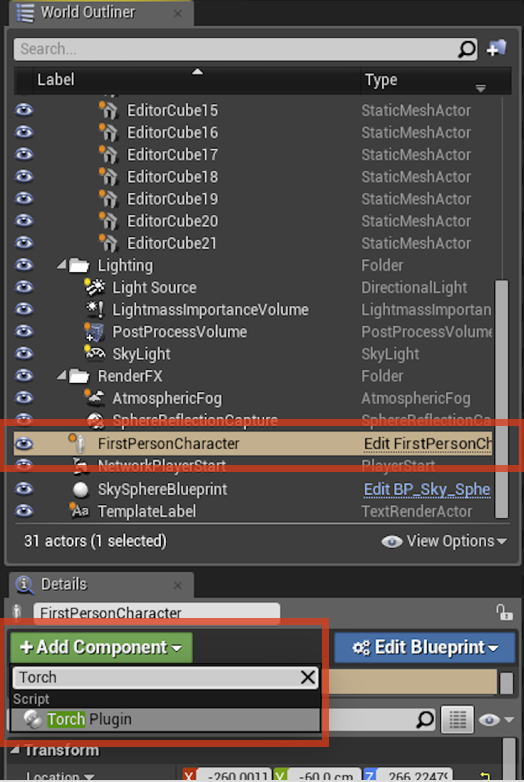 World Outliner
Search...
Label Type
EditorCube15 StaticMeshActor
EditorCube16 StaticMeshActor
EditorCube17 StaticMeshActor
EditorCube18 StaticMeshActor
EditorCube19 StaticMeshActor
EditorCube20 StaticMeshActor
EditorCube21 StaticMeshActor
Lighting Folder
Light Source DirectionalLight
LightmassImportanceVolume LightmassImportan
PostProcessVolume PostProcessVolume
SkyLight SkyLight
RenderFX Folder
AtmosphericFog AtmosphericFog
SphereReflectionCapture SphereReflectionCa
FirstPersonCharacter Edit FirstPersonCh
NetworkPlayerStart PlayerStart
SkySphereBlueprint Edit BP_Sky_Sphe
TemplateLabel TextRenderActor
31 actors (1 selected) View Options
Details
FirstPersonCharacter
+Add Component Edit Blueprint
Torch
Script
Torch Plugin
Transform
Location X -260.0011 Y -60.0 cm Z 266.22479